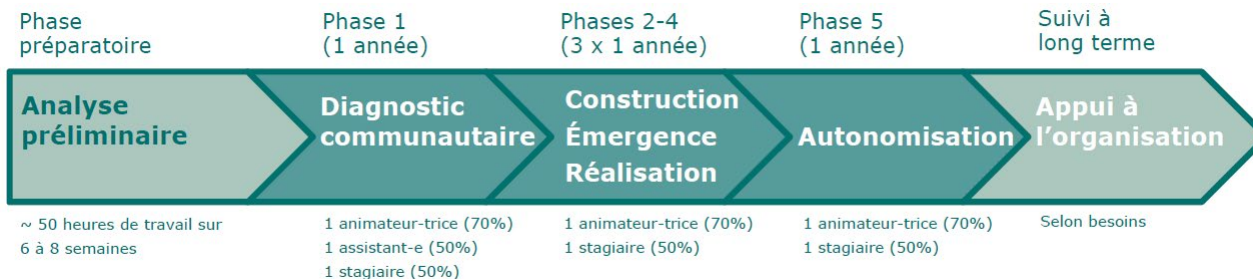 Phase
préparatoire
Phase 1
(1 année)
Phases 2-4
(3 x 1 année)
Phase 5
(1 année)
Suivi à
long terme
Analyse
préliminaire
Diagnostic
communautaire
Construction
Émergence
Réalisation
Autonomisation
Appui à
l’organisation
~ 50 heures de travail sur
6 à 8 semaines
1 animateur-trice (70%)
1 assistant-e (50%)
1 stagiaire (50%)
1 animateur-trice (70%)
1 stagiaire (50%)
1 animateur-trice (70%)
1 stagiaire (50%)
Selon besoins